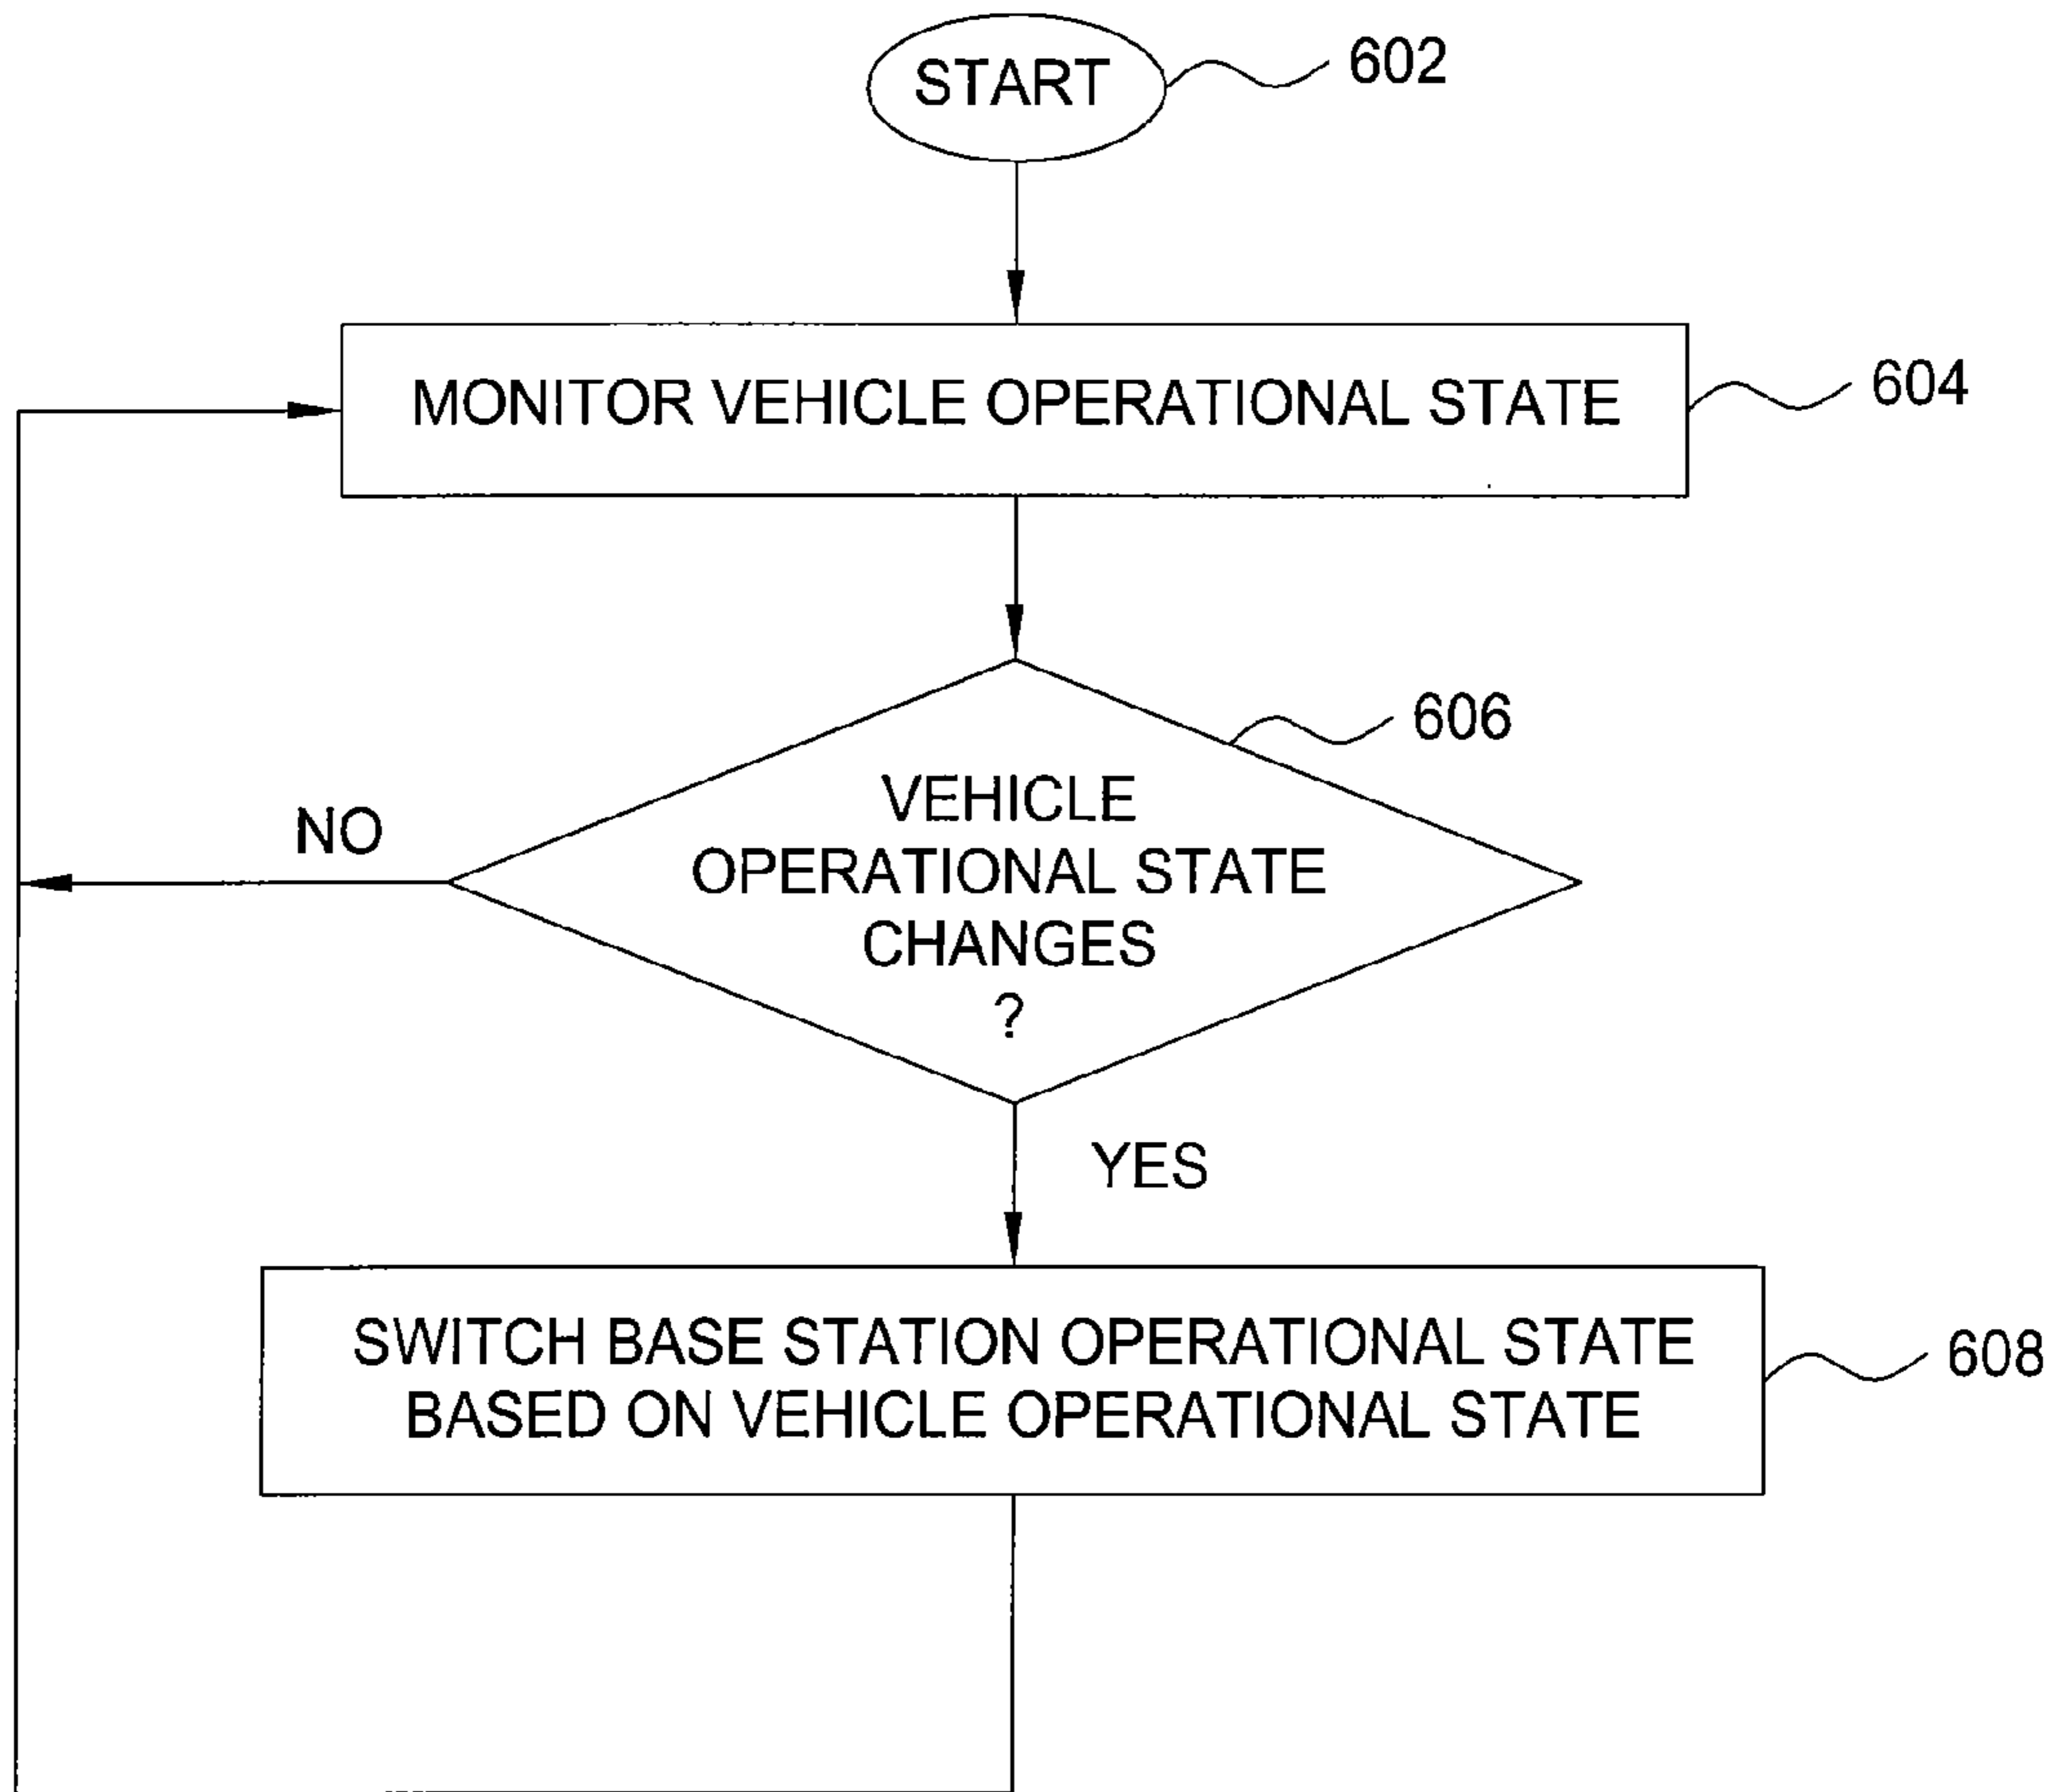 START
602
MONITOR VEHICLE OPERATIONAL STATE
604
606
VEHICLE
OPERATIONAL STATE
CHANGES
?
NO
YES
SWITCH BASE STATION OPERATIONAL STATE
BASED ON VEHICLE OPERATIONAL STATE
608